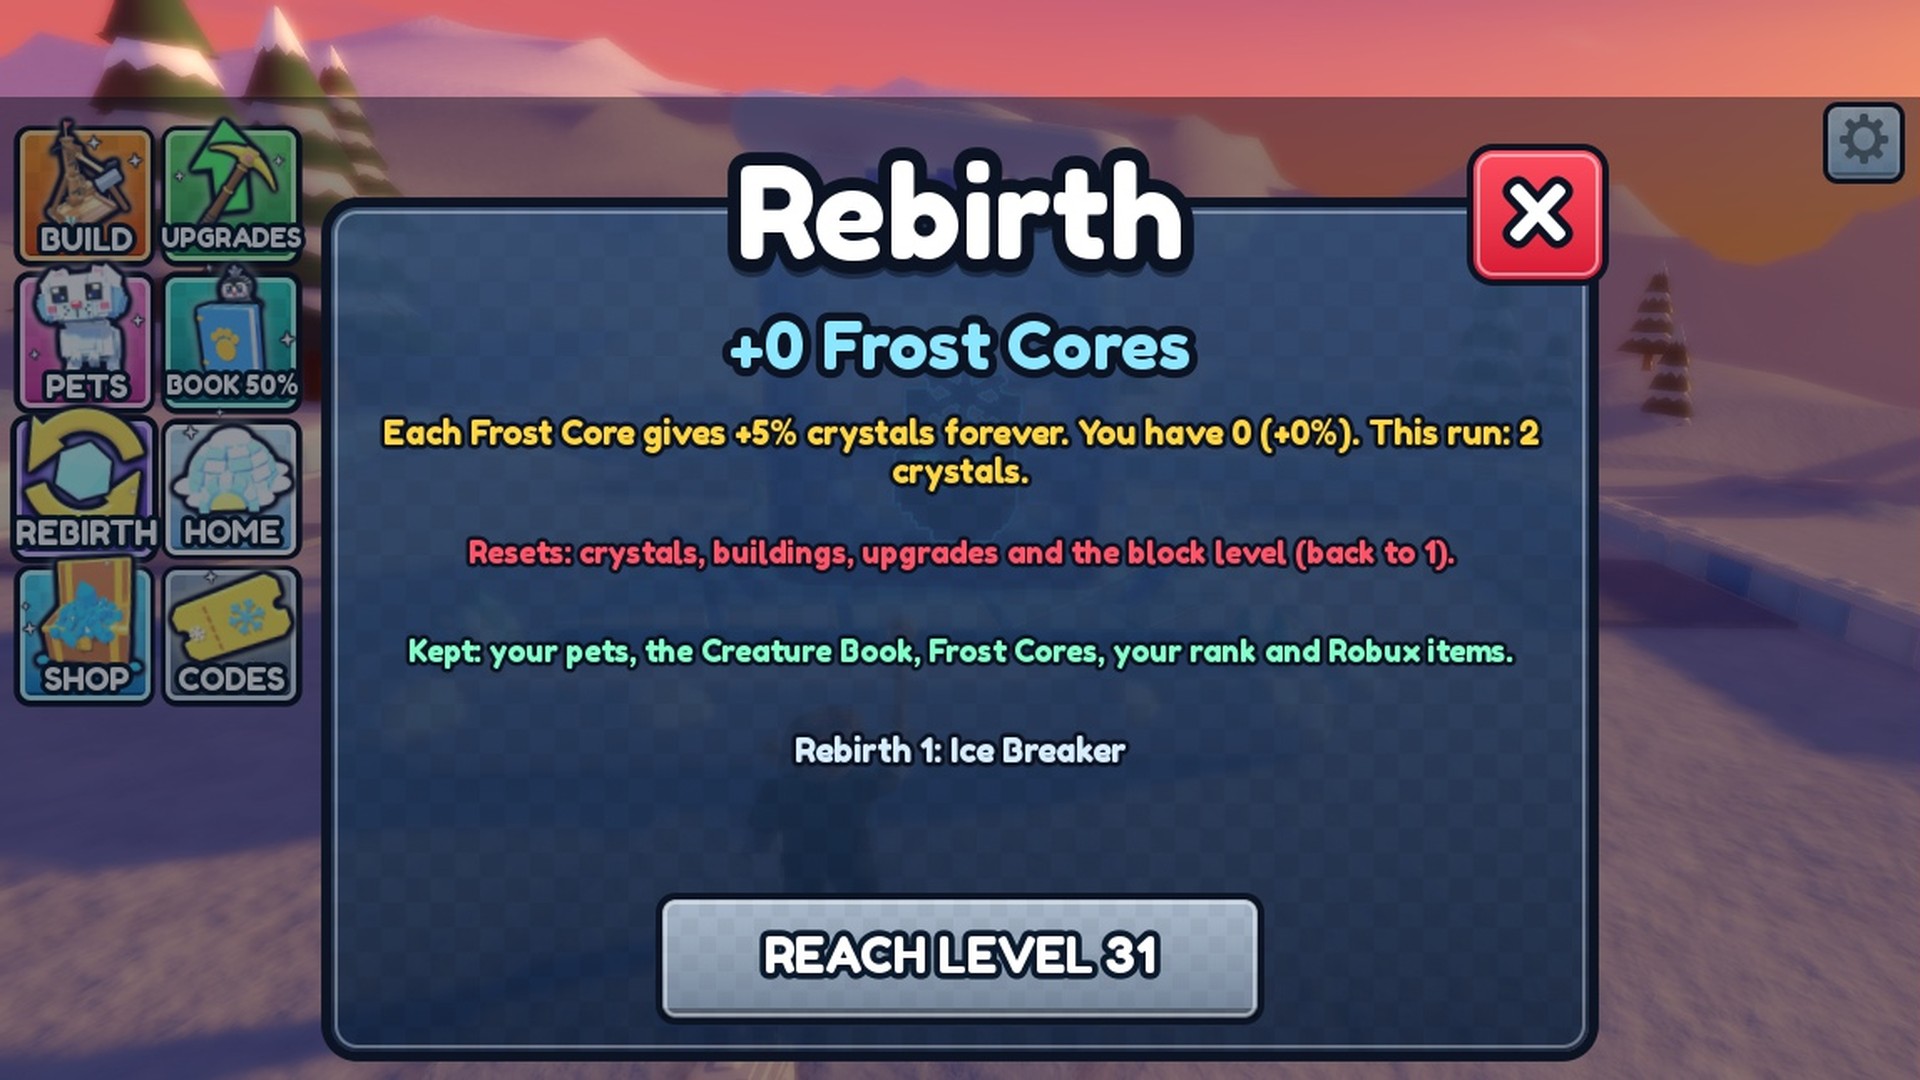 Rebirth
+0 Frost Cores
Each Frost Core gives +5% crystals forever. You have 0 (+0%). This run: 2
crystals.
Resets: crystals, buildings, upgrades and the block level (back to 1).
Kept: your pets, the Creature Book, Frost Cores, your rank and Robux items.
Rebirth 1: Ice Breaker
REACH LEVEL 31
BUILD
UPGRADES
PETS
BOOK 50%
REBIRTH
HOME
SHOP
CODES